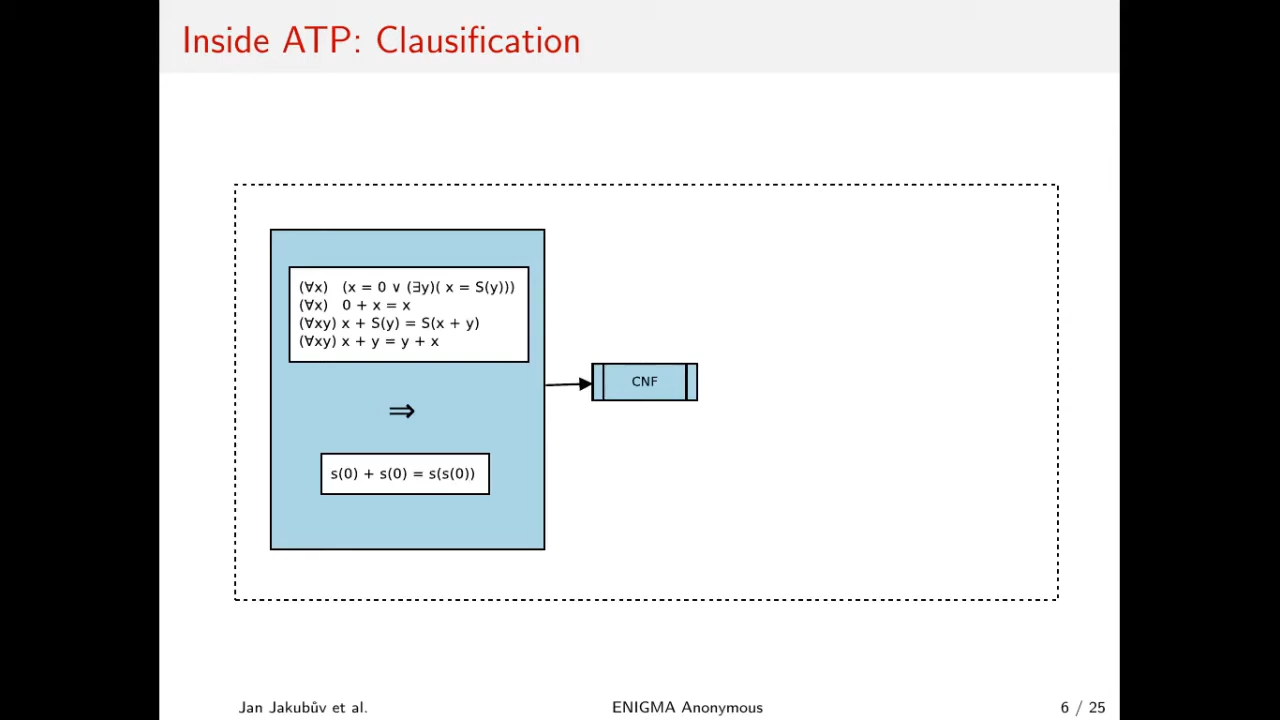 Inside ATP: Clausification
(∀x) (x = 0 ∨ (∃y)( x = S(y)))
(∀x) 0 + x = x
(∀xy) x + S(y) = S(x + y)
(∀xy) x + y = y + x
⇒
s(0) + s(0) = s(s(0))
CNF
Jan Jakubův et al. ENIGMA Anonymous 6 / 25